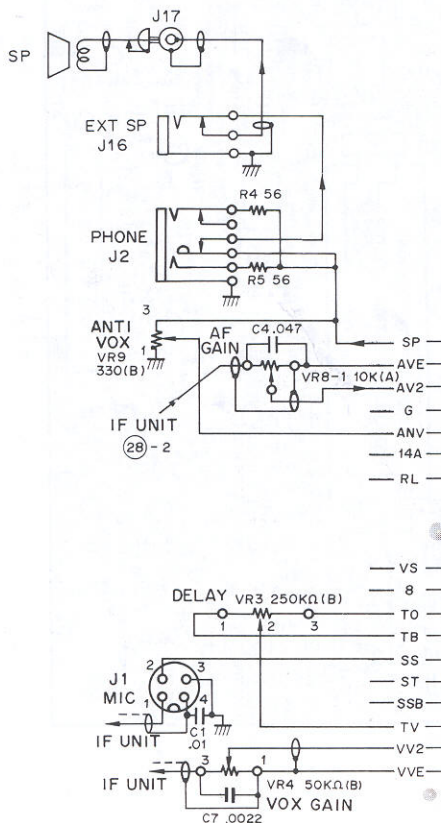 J17
SP
EXT SP
J16
R4 56
PHONE
J2
R5 56
3
ANTI
VOX
VR9
330(B)
1
AF
GAIN
C4.047
SP
AVE
VR8-1 10K(A)
AV2
G
IF UNIT
28-2
ANV
14A
RL
VS
8
DELAY
VR3 250KΩ(B)
1
2
3
TO
TB
SS
2
3
J1
MIC
1
4
ST
SSB
IF UNIT
C1
.01
TV
VV2
3
1
VVE
IF UNIT
VR4 50KΩ(B)
VOX GAIN
C7 .0022